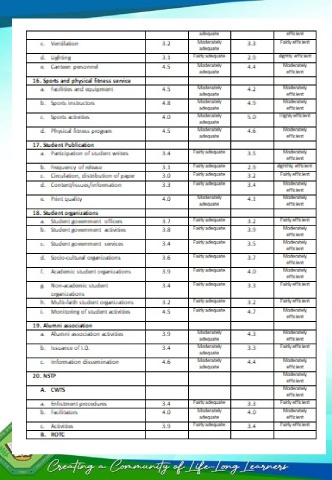 adequate efficient
c. Ventilation 3.2 Moderately adequate 3.3 Fairly efficient
d. Lighting 3.1 Fairly adequate 2.5 slightly efficient
e. Canteen personnel 4.5 Moderately adequate 4.4 Moderately efficient
16. Sports and physical fitness service
a. Facilities and equipment 4.5 Moderately adequate 4.2 Moderately efficient
b. Sports instructors 4.8 Moderately adequate 4.9 Moderately efficient
c. Sports activities 4.0 Moderately adequate 5.0 Highly efficient
d. Physical fitness program 4.5 Moderately adequate 4.6 Moderately efficient
17. Student Publication
a. Participation of student writers 3.4 Fairly adequate 3.5 Moderately efficient
b. Frequency of release 3.1 Fairly adequate 2.9 slightly efficient
c. Circulation, distribution of paper 3.0 Fairly adequate 3.2 Fairly efficient
d. Content/issues/information 3.3 Fairly adequate 3.4 Moderately efficient
e. Print quality 4.0 Moderately adequate 4.3 Moderately efficient
18. Student organizations
a. Student government offices 3.7 Fairly adequate 3.2 Fairly efficient
b. Student government activities 3.8 Fairly adequate 3.9 Moderately efficient
c. Student government services 3.4 Fairly adequate 3.5 Moderately efficient
d. Socio-cultural organizations 3.6 Fairly adequate 3.7 Moderately efficient
f. Academic student organizations 3.9 Fairly adequate 4.0 Moderately efficient
g. Non-academic student organizations 3.4 Fairly adequate 3.3 Fairly efficient
h. Multi-faith student organizations 3.2 Fairly adequate 3.2 Fairly efficient
i. Monitoring of student activities 4.5 Fairly adequate 4.7 Moderately efficient
19. Alumni association
a. Alumni association activities 3.9 Moderately adequate 4.3 Moderately efficient
b. Issuance of I.D. 3.4 Moderately adequate 3.3 Fairly efficient
c. Information dissemination 4.6 Moderately adequate 4.4 Moderately efficient
20. NSTP Moderately efficient
A. CWTS Moderately efficient
a. Enlistment procedures 3.4 Fairly adequate 3.3 Fairly efficient
b. Facilitators 4.0 Moderately adequate 4.0 Moderately efficient
c. Activities 3.9 Fairly adequate 3.4 Fairly efficient
B. ROTC
Creating a Community of Life-Long Learners